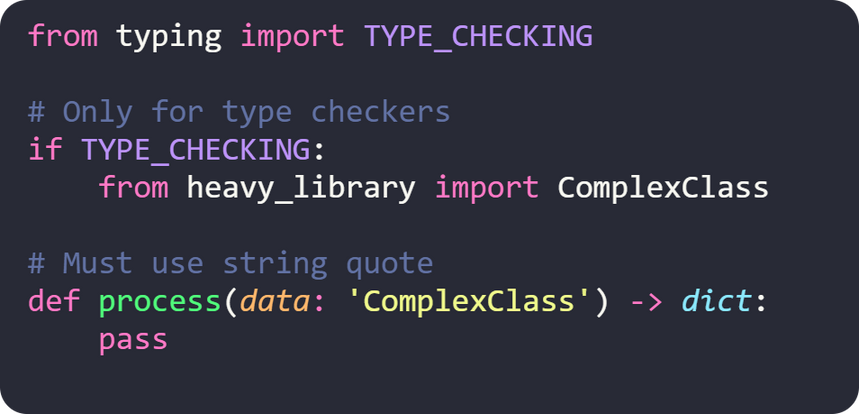 from typing import TYPE_CHECKING
# Only for type checkers
if TYPE_CHECKING:
    from heavy_library import ComplexClass
# Must use string quote
def process(data: 'ComplexClass') -> dict:
    pass